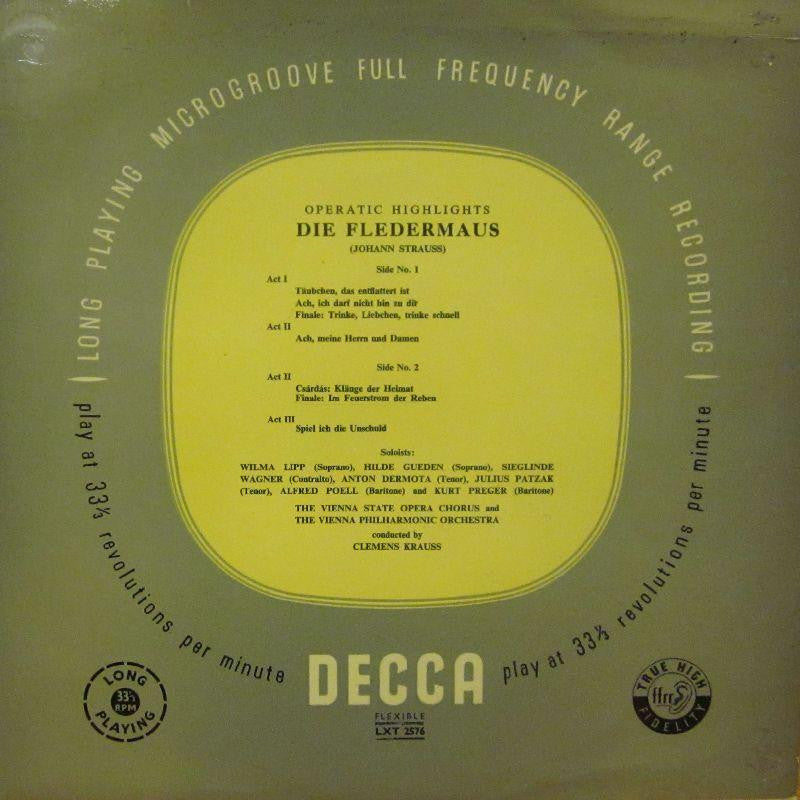 LONG PLAYING MICROGROOVE FULL FREQUENCY RANGE RECORDING
OPERATIC HIGHLIGHTS
DIE FLEDERMAUS
(JOHANN STRAUSS)
Side No. 1
Act I
Täubchen, das entflattert ist
Ach, ich darf nicht hin zu dir
Finale: Trinke, Liebchen, trinke schnell
Act II
Ach, meine Herrn und Damen
Side No. 2
Act II
Csárdás: Klänge der Heimat
Finale: Im Feuerstrom der Reben
Act III
Spiel ich die Unschuld
Soloists:
WILMA LIPP (Soprano), HILDE GUEDEN (Soprano), SIEGLINDE
WAGNER (Contralto), ANTON DERMOTA (Tenor), JULIUS PATZAK
(Tenor), ALFRED POELL (Baritone) and KURT PREGER (Baritone)
THE VIENNA STATE OPERA CHORUS and
THE VIENNA PHILHARMONIC ORCHESTRA
conducted by
CLEMENS KRAUSS
play at 33⅓ revolutions per minute
DECCA
play at 33⅓ revolutions per minute
FLEXIBLE
LXT 2576
LONG
33⅓
RPM
PLAYING
TRUE HIGH
ffrr
FIDELITY